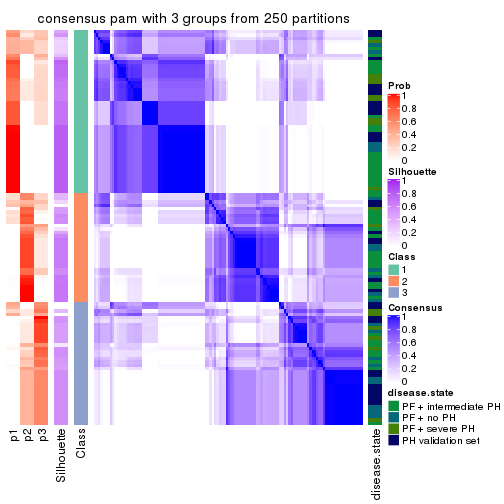 consensus pam with 3 groups from 250 partitions
p1
p2
p3
Silhouette
Class
disease.state
Prob
1
0.8
0.6
0.4
0.2
0
Silhouette
1
0.8
0.6
0.4
0.2
0
Class
1
2
3
Consensus
1
0.8
0.6
0.4
0.2
0
disease.state
PF + intermediate PH
PF + no PH
PF + severe PH
PH validation set